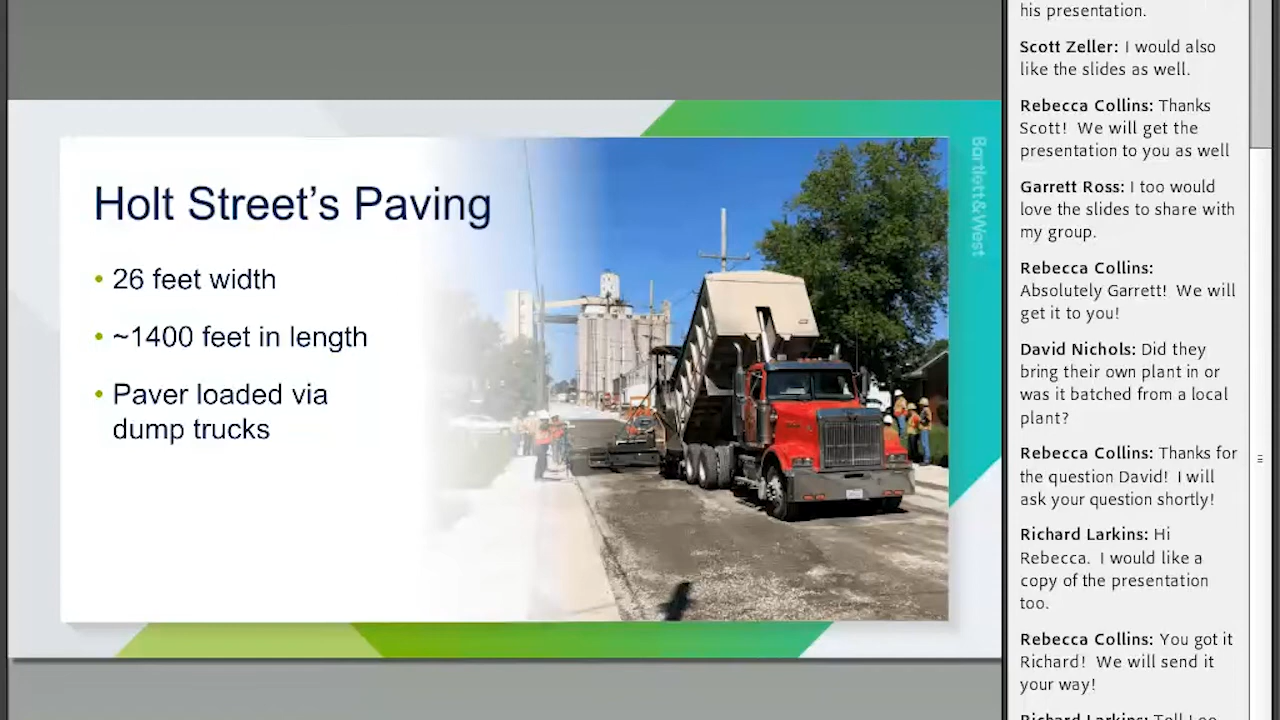 Holt Street’s Paving
• 26 feet width
• ~1400 feet in length
• Paver loaded via
dump trucks
Bartlett&West
his presentation.
Scott Zeller: I would also
like the slides as well.
Rebecca Collins: Thanks
Scott!  We will get the
presentation to you as well
Garrett Ross: I too would
love the slides to share with
my group.
Rebecca Collins:
Absolutely Garrett!  We will
get it to you!
David Nichols: Did they
bring their own plant in or
was it batched from a local
plant?
Rebecca Collins: Thanks for
the question David!  I will
ask your question shortly!
Richard Larkins: Hi
Rebecca.  I would like a
copy of the presentation
too.
Rebecca Collins: You got it
Richard!  We will send it
your way!
Richard Larkins: Tell Lee